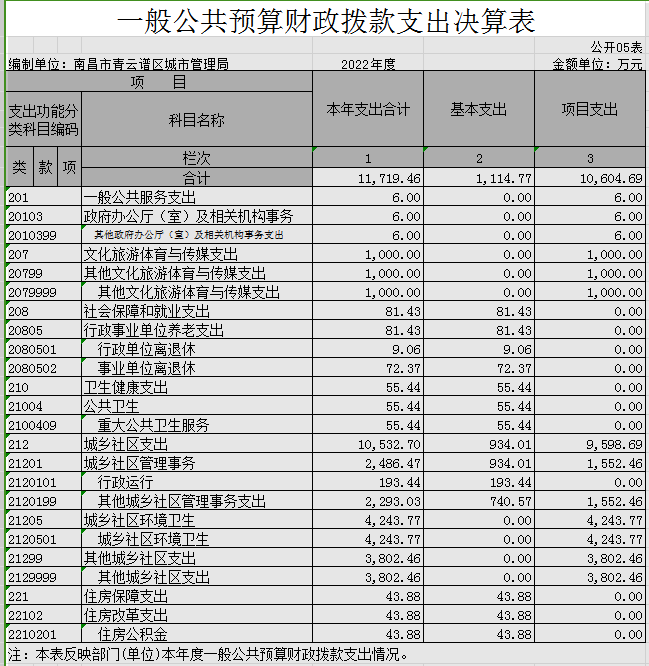 一般公共预算财政拨款支出决算表
公开05表
编制单位：南昌市青云谱区城市管理局 2022年度 金额单位：万元
项 目 本年支出合计 基本支出 项目支出
支出功能分类科目编码 科目名称
类 款 项 栏次 1 2 3
合计 11,719.46 1,114.77 10,604.69
201 一般公共服务支出 6.00 0.00 6.00
20103 政府办公厅（室）及相关机构事务 6.00 0.00 6.00
2010399 其他政府办公厅（室）及相关机构事务支出 6.00 0.00 6.00
207 文化旅游体育与传媒支出 1,000.00 0.00 1,000.00
20799 其他文化旅游体育与传媒支出 1,000.00 0.00 1,000.00
2079999 其他文化旅游体育与传媒支出 1,000.00 0.00 1,000.00
208 社会保障和就业支出 81.43 81.43 0.00
20805 行政事业单位养老支出 81.43 81.43 0.00
2080501 行政单位离退休 9.06 9.06 0.00
2080502 事业单位离退休 72.37 72.37 0.00
210 卫生健康支出 55.44 55.44 0.00
21004 公共卫生 55.44 55.44 0.00
2100409 重大公共卫生服务 55.44 55.44 0.00
212 城乡社区支出 10,532.70 934.01 9,598.69
21201 城乡社区管理事务 2,486.47 934.01 1,552.46
2120101 行政运行 193.44 193.44 0.00
2120199 其他城乡社区管理事务支出 2,293.03 740.57 1,552.46
21205 城乡社区环境卫生 4,243.77 0.00 4,243.77
2120501 城乡社区环境卫生 4,243.77 0.00 4,243.77
21299 其他城乡社区支出 3,802.46 0.00 3,802.46
2129999 其他城乡社区支出 3,802.46 0.00 3,802.46
221 住房保障支出 43.88 43.88 0.00
22102 住房改革支出 43.88 43.88 0.00
2210201 住房公积金 43.88 43.88 0.00
注：本表反映部门(单位)本年度一般公共预算财政拨款支出情况。